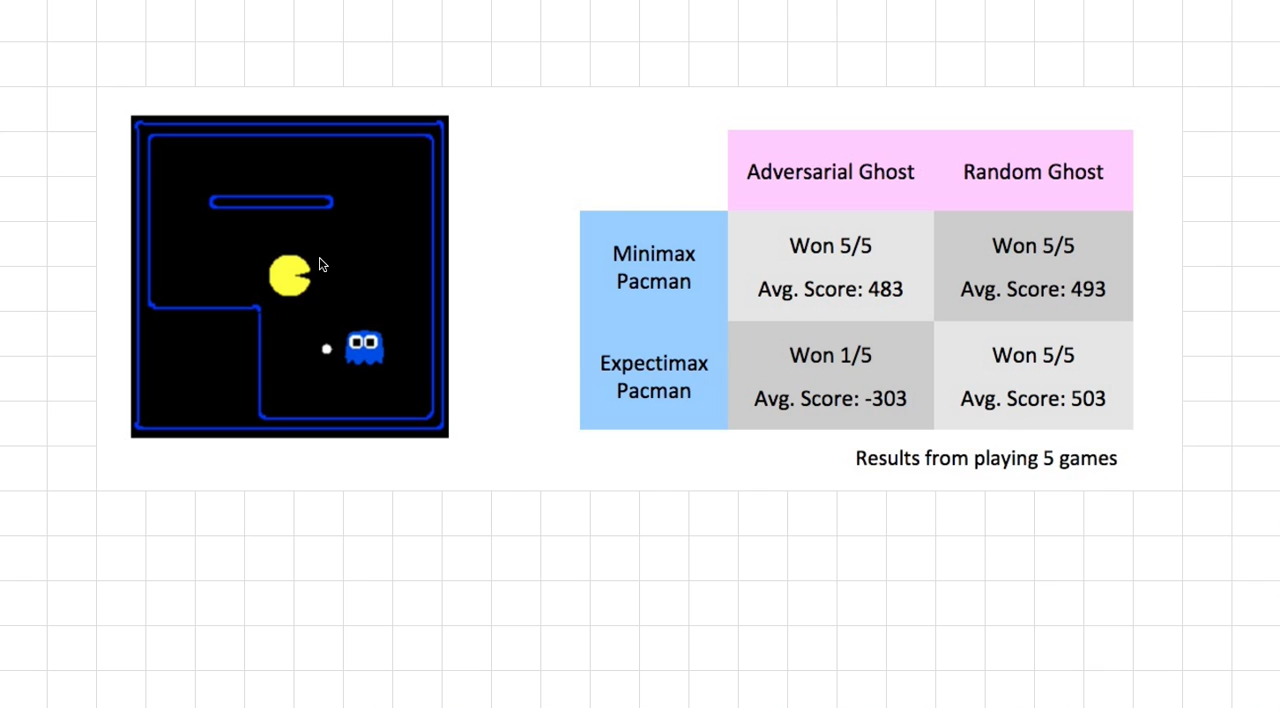 Adversarial Ghost
Random Ghost
Minimax
Pacman
Won 5/5
Avg. Score: 483
Won 5/5
Avg. Score: 493
Expectimax
Pacman
Won 1/5
Avg. Score: -303
Won 5/5
Avg. Score: 503
Results from playing 5 games